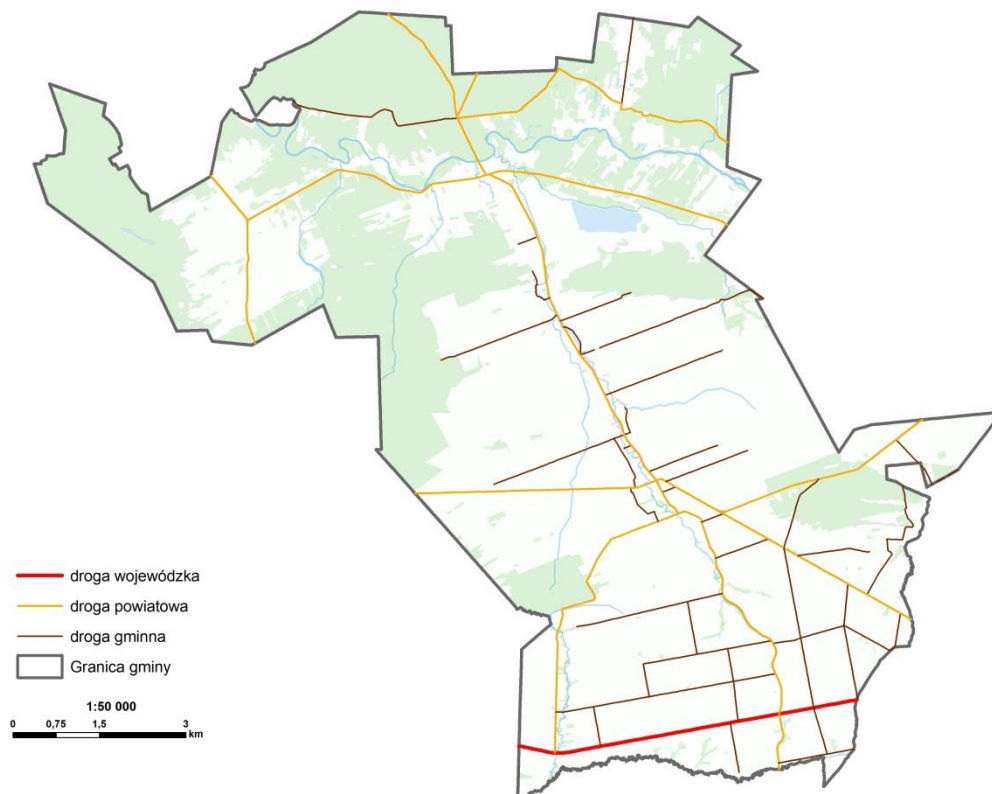 droga wojewódzka
droga powiatowa
droga gminna
Granica gminy
1:50 000
0 0,75 1,5 3
km